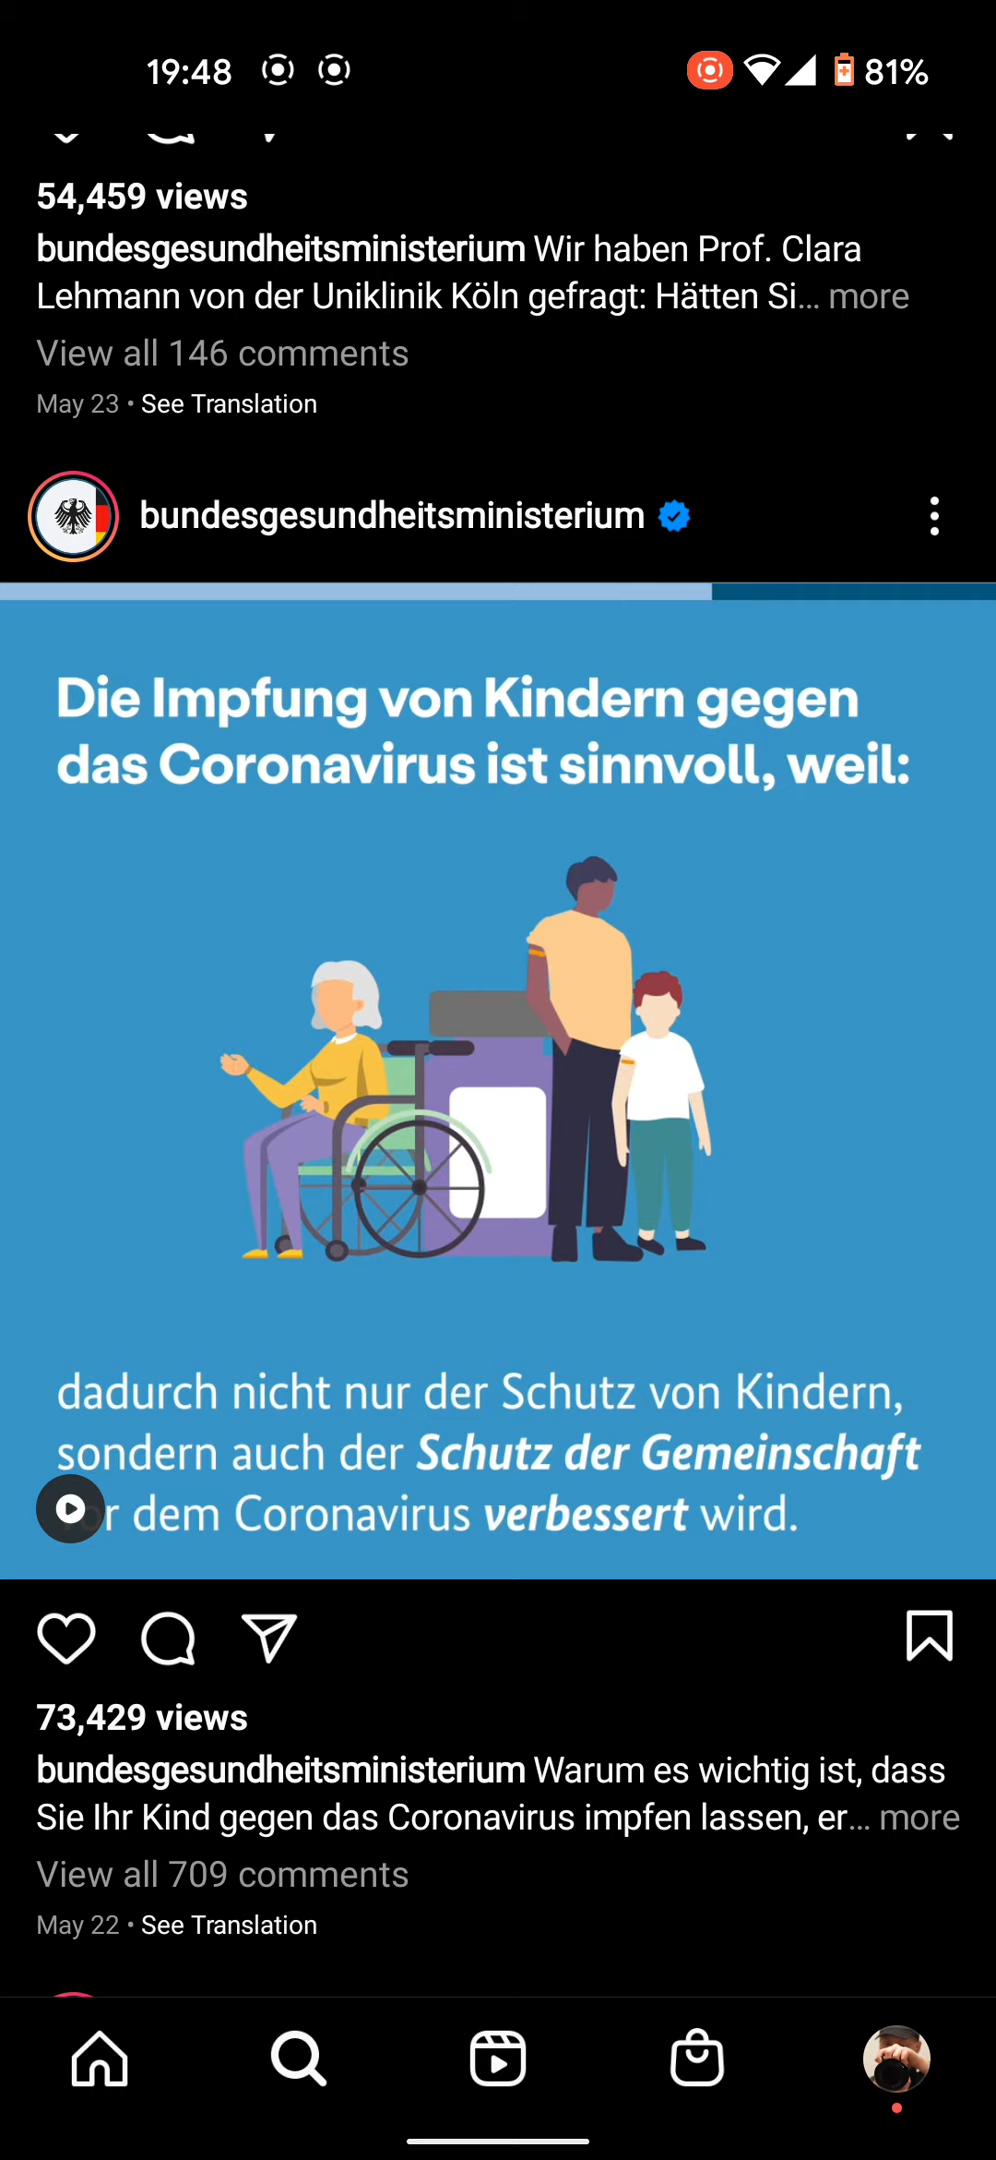 19:48 81%
54,459 views
bundesgesundheitsministerium Wir haben Prof. Clara
Lehmann von der Uniklinik Köln gefragt: Hätten Si... more
View all 146 comments
May 23 • See Translation
bundesgesundheitsministerium
Die Impfung von Kindern gegen
das Coronavirus ist sinnvoll, weil:
dadurch nicht nur der Schutz von Kindern,
sondern auch der Schutz der Gemeinschaft
vor dem Coronavirus verbessert wird.
73,429 views
bundesgesundheitsministerium Warum es wichtig ist, dass
Sie Ihr Kind gegen das Coronavirus impfen lassen, er... more
View all 709 comments
May 22 • See Translation